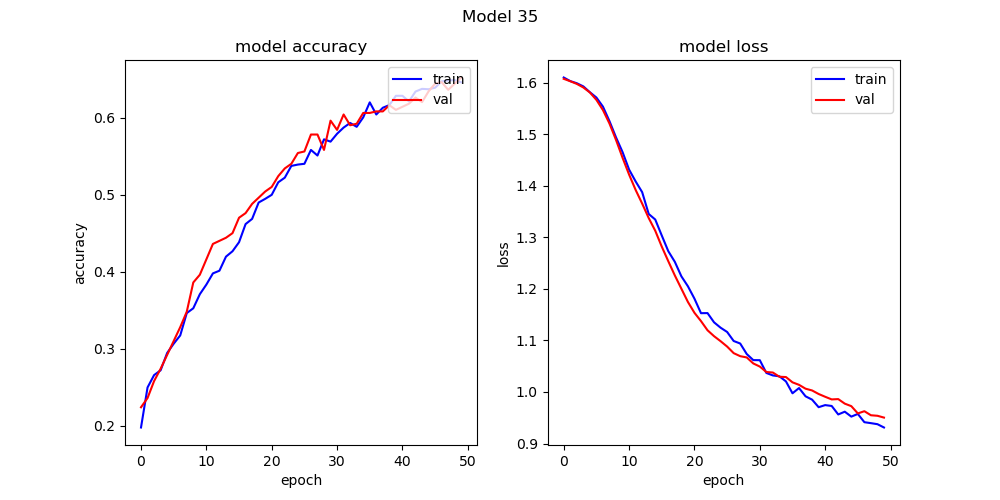 Model 35
model accuracy
train
val
0.6
0.5
0.4
0.3
0.2
accuracy
0 10 20 30 40 50
epoch
model loss
train
val
1.6
1.5
1.4
1.3
1.2
1.1
1.0
0.9
loss
0 10 20 30 40 50
epoch